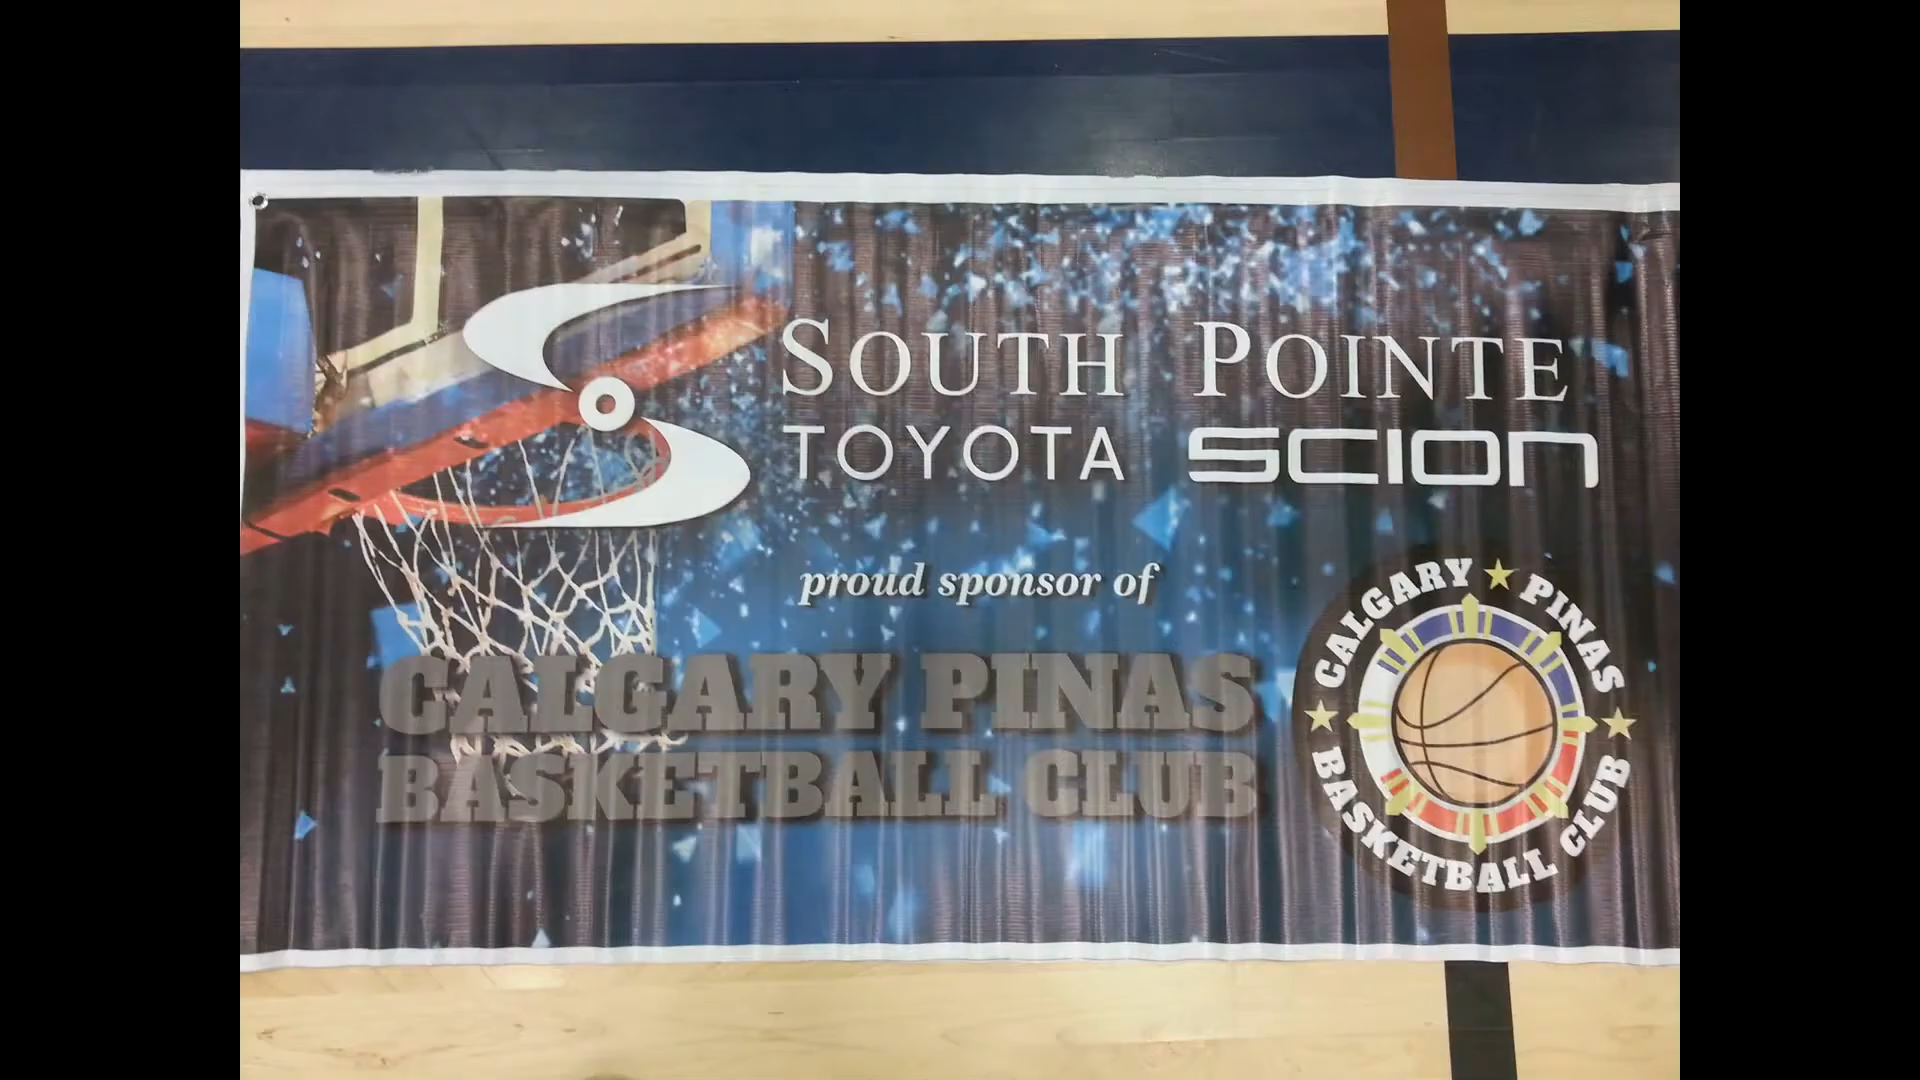 SOUTH POINTE
TOYOTA SCION
proud sponsor of
CALGARY PINAS
BASKETBALL CLUB
CALGARY PINAS
BASKETBALL CLUB